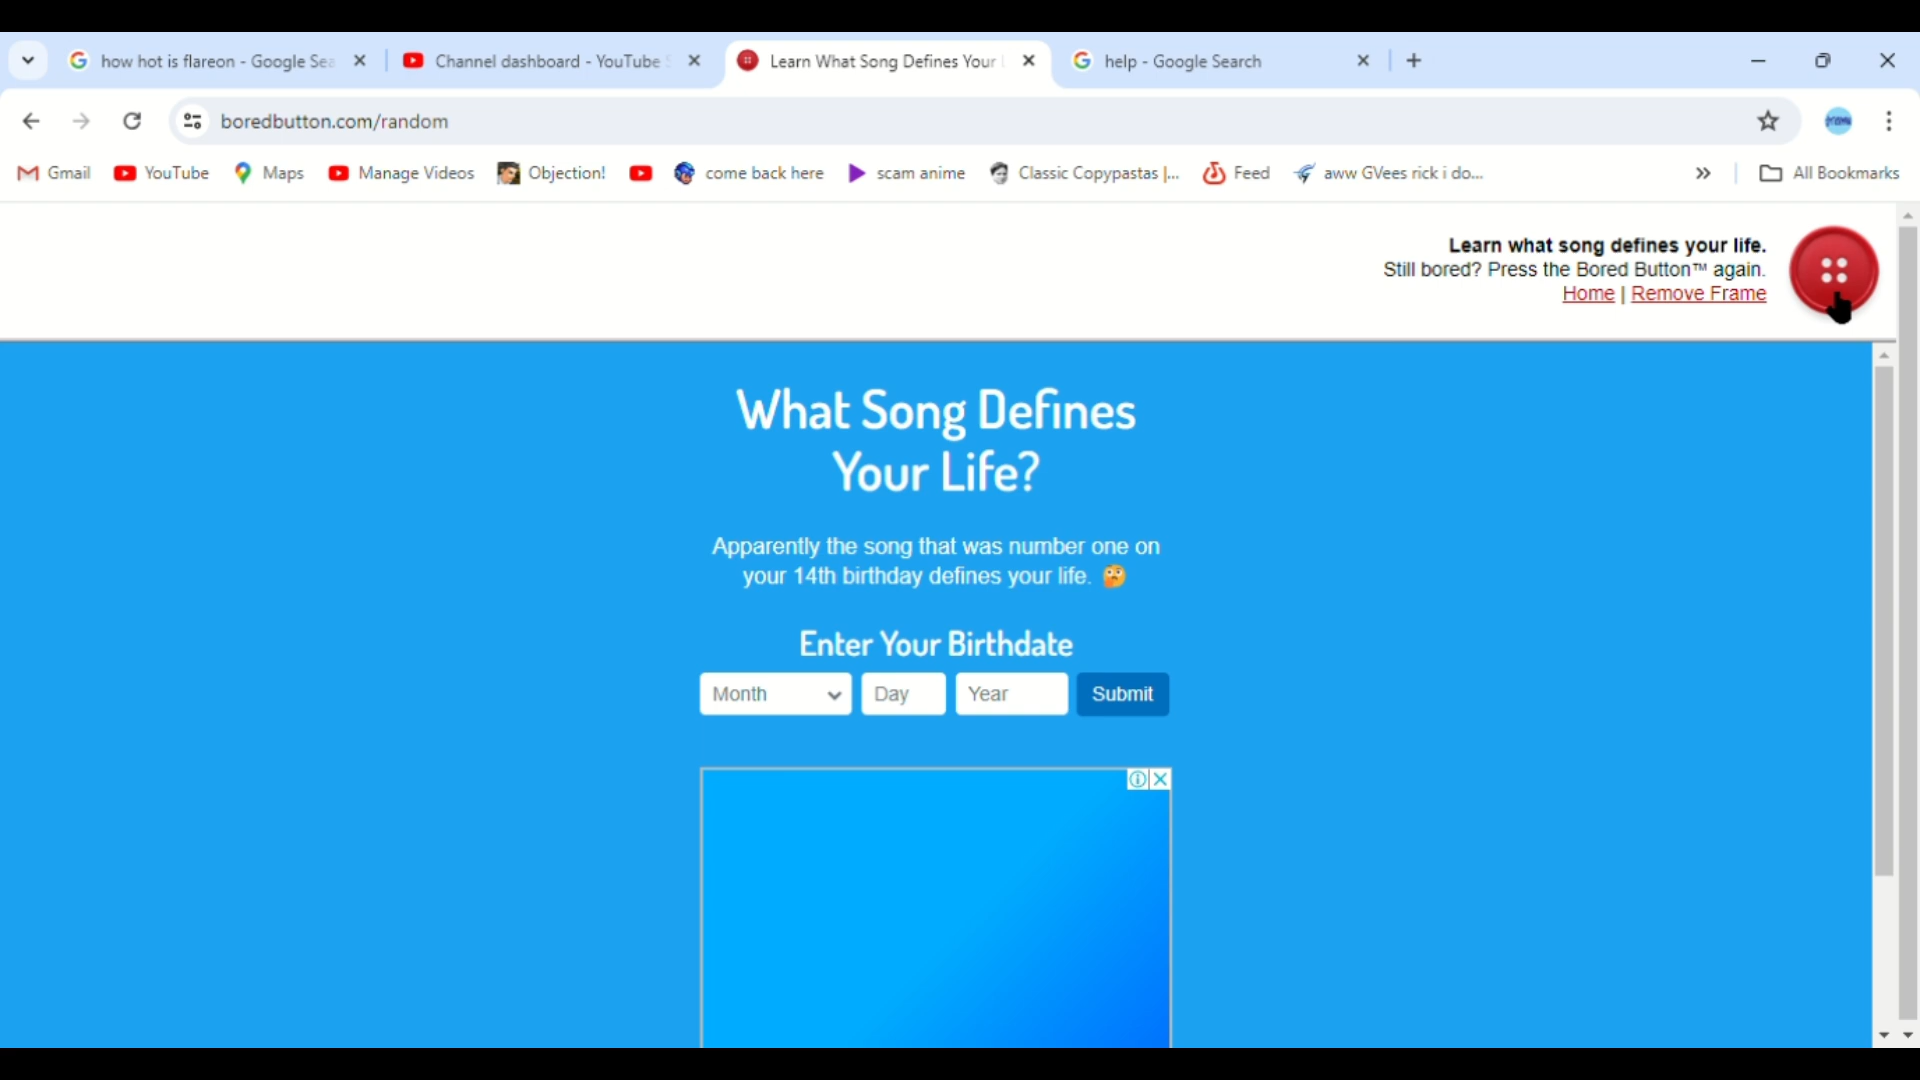 how hot is flareon - Google Sea
Channel dashboard - YouTube S
Learn What Song Defines Your L
help - Google Search
boredbutton.com/random
Gmail
YouTube
Maps
Manage Videos
Objection!
come back here
scam anime
Classic Copypastas |...
Feed
aww GVees rick i do...
All Bookmarks
Learn what song defines your life.
Still bored? Press the Bored Button™ again.
Home | Remove Frame
What Song Defines
Your Life?
Apparently the song that was number one on
your 14th birthday defines your life. 🤔
Enter Your Birthdate
Month
Day
Year
Submit